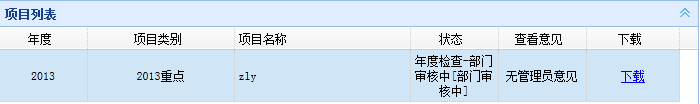 项目列表
年度 项目类别 项目名称 状态 查看意见 下载
2013 2013重点 zly 年度检查-部门
审核中[部门审
核中] 无管理员意见 下载